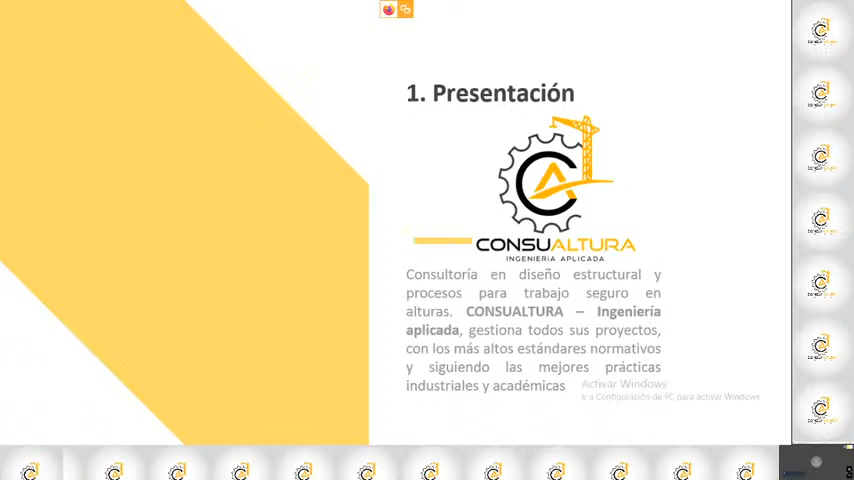 1. Presentación
CONSUALTURA
INGENIERIA APLICADA
Consultoría en diseño estructural y
procesos para trabajo seguro en
alturas. CONSUALTURA – Ingeniería
aplicada, gestiona todos sus proyectos,
con los más altos estándares normativos
y siguiendo las mejores prácticas
industriales y académicas
Activar Windows
Ir a Configuración de PC para activar Windows